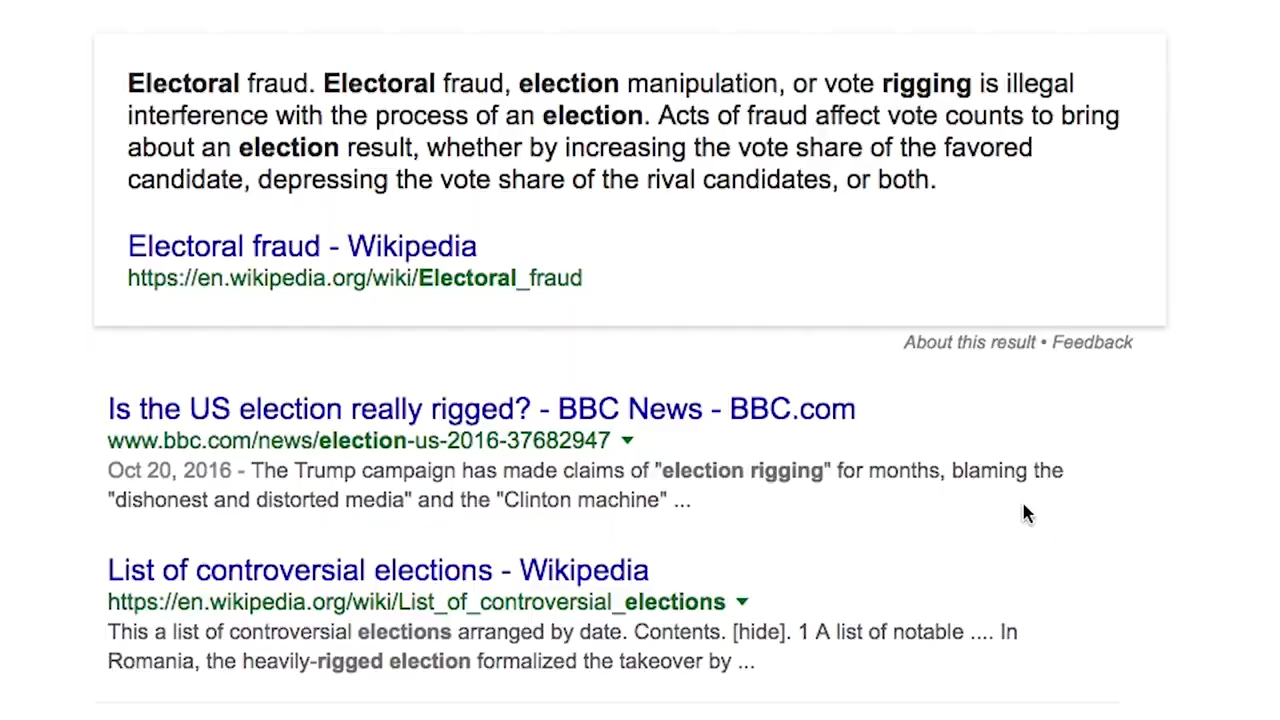 Electoral fraud. Electoral fraud, election manipulation, or vote rigging is illegal
interference with the process of an election. Acts of fraud affect vote counts to bring
about an election result, whether by increasing the vote share of the favored
candidate, depressing the vote share of the rival candidates, or both.
Electoral fraud - Wikipedia
https://en.wikipedia.org/wiki/Electoral_fraud
About this result • Feedback
Is the US election really rigged? - BBC News - BBC.com
www.bbc.com/news/election-us-2016-37682947
Oct 20, 2016 - The Trump campaign has made claims of "election rigging" for months, blaming the
"dishonest and distorted media" and the "Clinton machine" ...
List of controversial elections - Wikipedia
https://en.wikipedia.org/wiki/List_of_controversial_elections
This a list of controversial elections arranged by date. Contents. [hide]. 1 A list of notable .... In
Romania, the heavily-rigged election formalized the takeover by ...